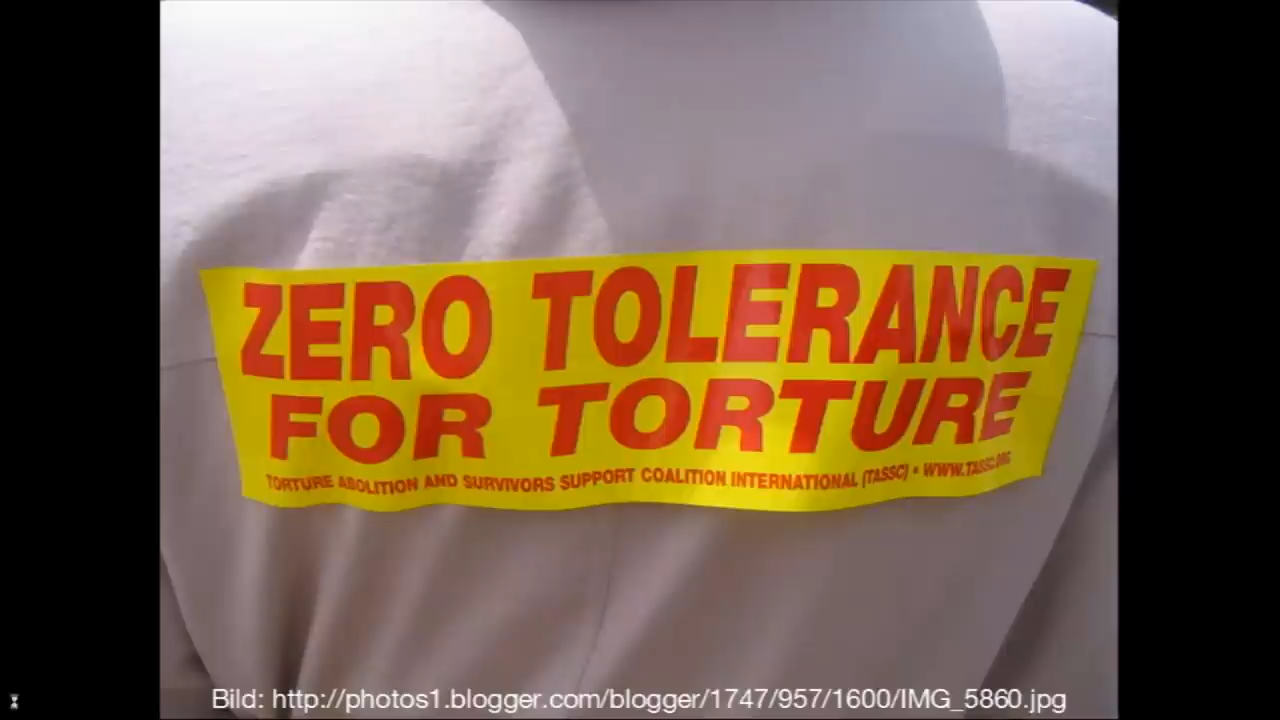 ZERO TOLERANCE
FOR TORTURE
TORTURE ABOLITION AND SURVIVORS SUPPORT COALITION INTERNATIONAL (TASSC) • WWW.TASSC.ORG
Bild: http://photos1.blogger.com/blogger/1747/957/1600/IMG_5860.jpg